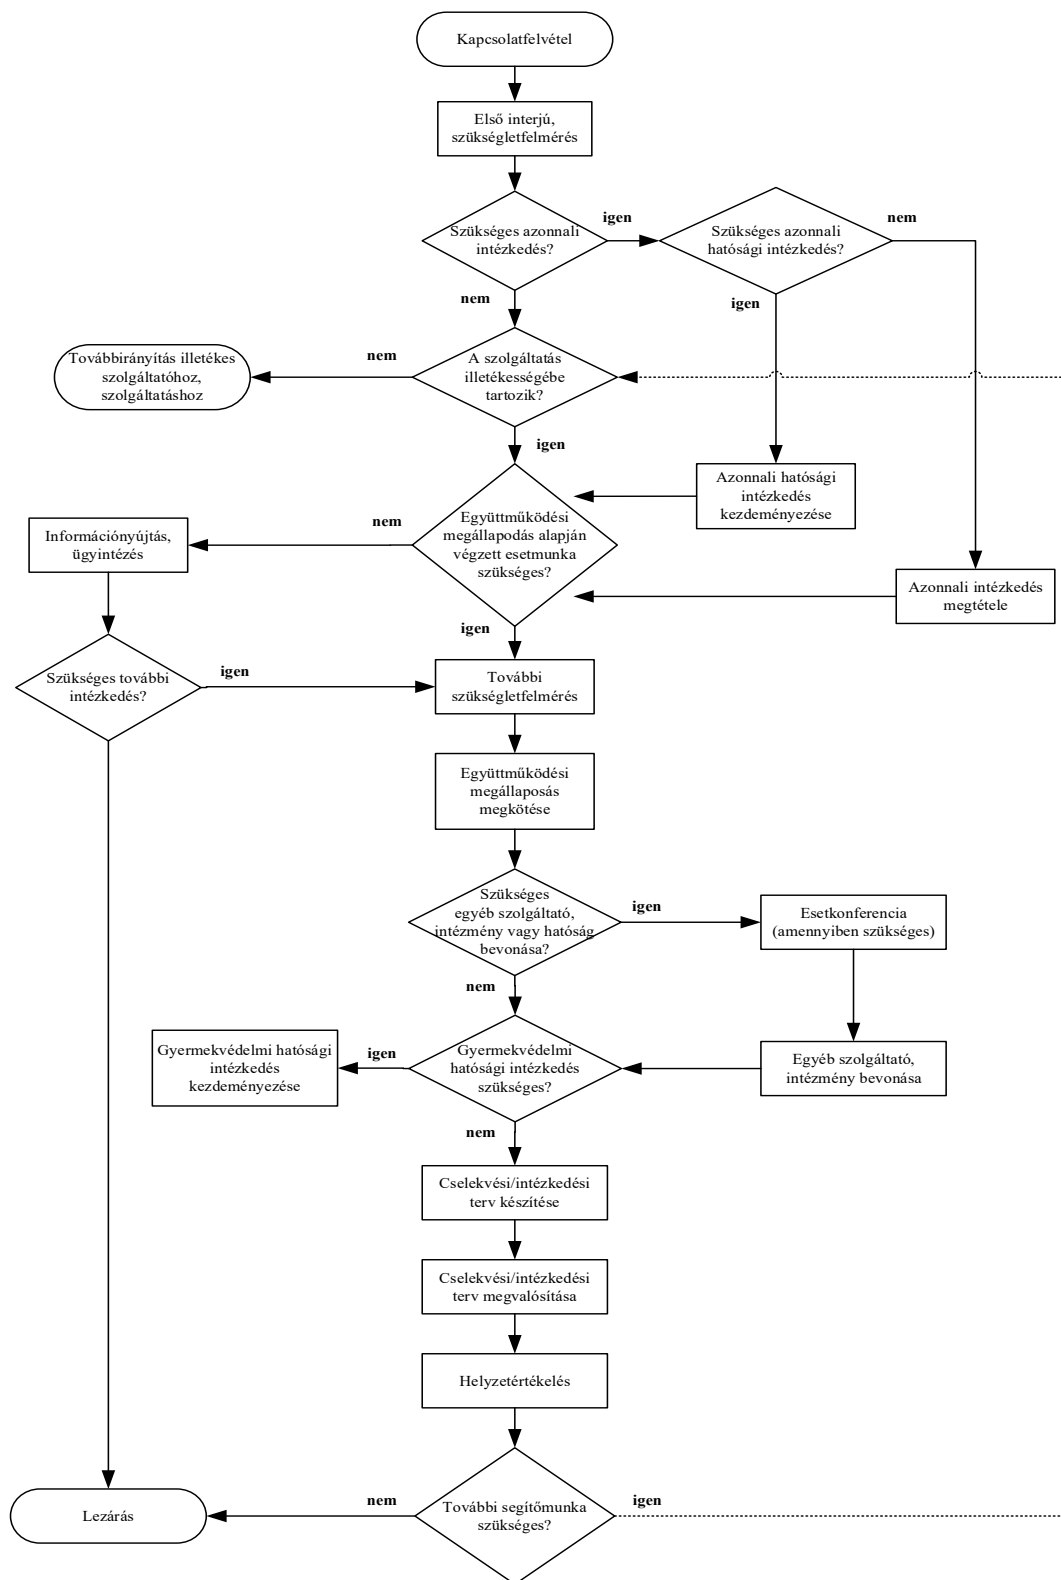 Kapcsolatfelvétel
Első interjú,
szükségletfelmérés
Szükséges azonnali
intézkedés?
igen
Szükséges azonnali
hatósági intézkedés?
nem
nem
igen
Továbbirányítás illetékes
szolgáltatóhoz,
szolgáltatáshoz
nem
A szolgáltatás
illetékességébe
tartozik?
igen
Azonnali hatósági
intézkedés
kezdeményezése
Információnyújtás,
ügyintézés
nem
Együttműködési
megállapodás alapján
végzett esetmunka
szükséges?
Azonnali intézkedés
megtétele
igen
Szükséges további
intézkedés?
igen
További
szükségletfelmérés
Együttműködési
megállaposás
megkötése
Szükséges
egyéb szolgáltató,
intézmény vagy hatóság
bevonása?
igen
Esetkonferencia
(amennyiben szükséges)
nem
Gyermekvédelmi hatósági
intézkedés
kezdeményezése
igen
Gyermekvédelmi
hatósági intézkedés
szükséges?
Egyéb szolgáltató,
intézmény bevonása
nem
Cselekvési/intézkedési
terv készítése
Cselekvési/intézkedési
terv megvalósítása
Helyzetértékelés
Lezárás
nem
További segítőmunka
szükséges?
igen